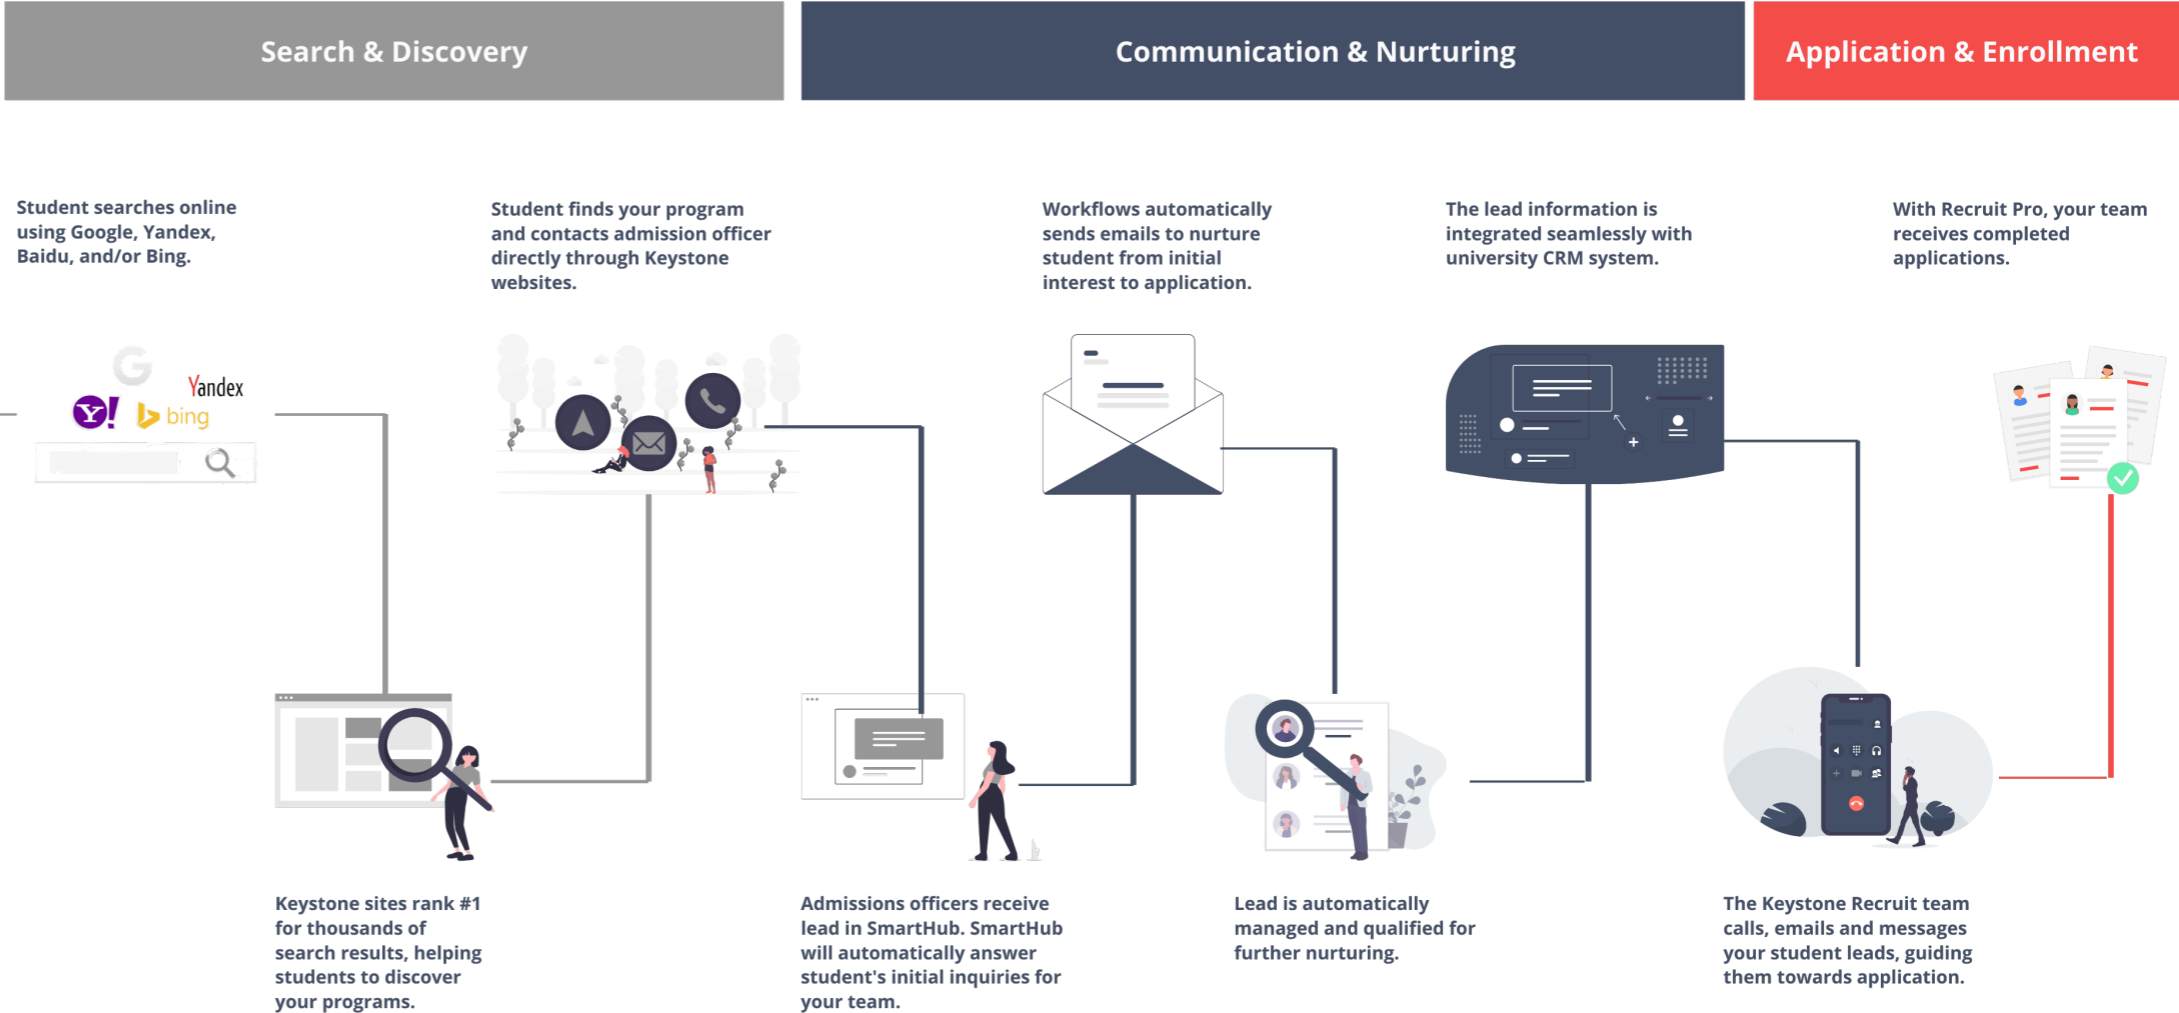 Search & Discovery
Communication & Nurturing
Application & Enrollment
Student searches online
using Google, Yandex,
Baidu, and/or Bing.
Student finds your program
and contacts admission officer
directly through Keystone
websites.
Workflows automatically
sends emails to nurture
student from initial
interest to application.
The lead information is
integrated seamlessly with
university CRM system.
With Recruit Pro, your team
receives completed
applications.
G
Yandex
Y!
bing
Keystone sites rank #1
for thousands of
search results, helping
students to discover
your programs.
Admissions officers receive
lead in SmartHub. SmartHub
will automatically answer
student's initial inquiries for
your team.
Lead is automatically
managed and qualified for
further nurturing.
The Keystone Recruit team
calls, emails and messages
your student leads, guiding
them towards application.